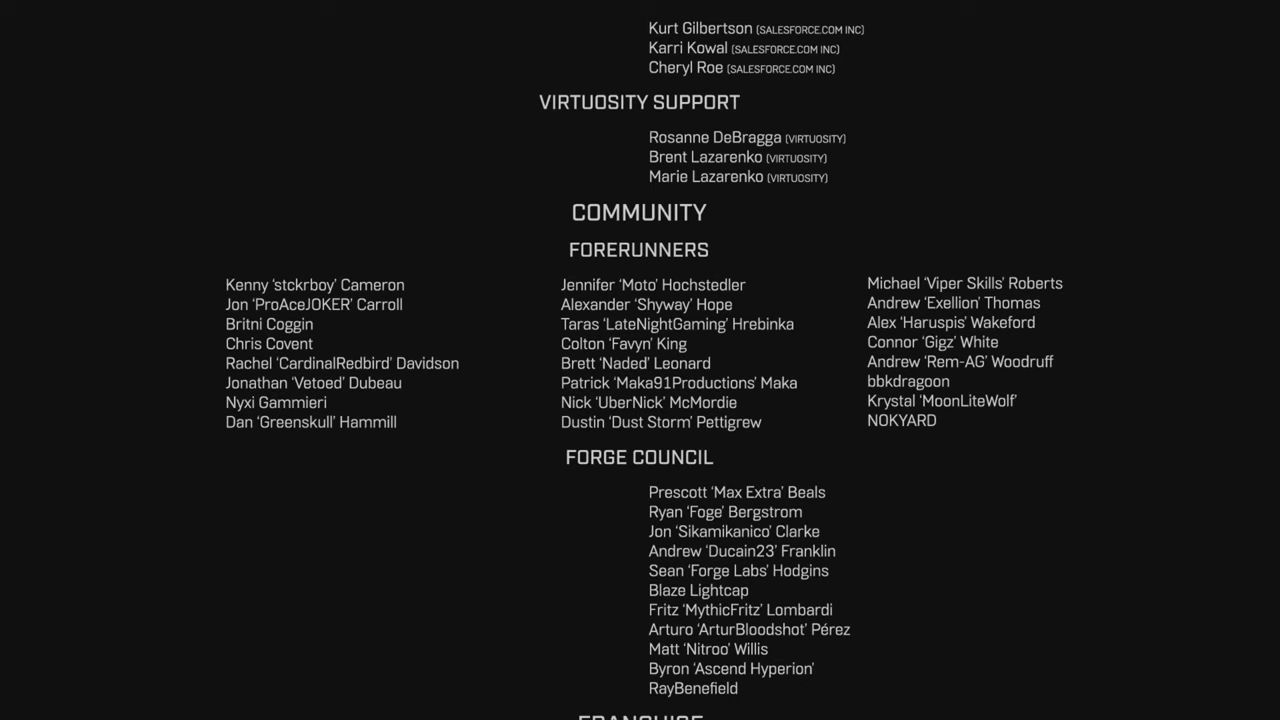 Kurt Gilbertson (SALESFORCE.COM INC)
Karri Kowal (SALESFORCE.COM INC)
Cheryl Roe (SALESFORCE.COM INC)
VIRTUOSITY SUPPORT
Rosanne DeBragga (VIRTUOSITY)
Brent Lazarenko (VIRTUOSITY)
Marie Lazarenko (VIRTUOSITY)
COMMUNITY
FORERUNNERS
Kenny ‘stckrboy’ Cameron
Jon ‘ProAceJOKER’ Carroll
Britni Coggin
Chris Covent
Rachel ‘CardinalRedbird’ Davidson
Jonathan ‘Vetoed’ Dubeau
Nyxi Gammieri
Dan ‘Greenskull’ Hammill
Jennifer ‘Moto’ Hochstedler
Alexander ‘Shyway’ Hope
Taras ‘LateNightGaming’ Hrebinka
Colton ‘Favyn’ King
Brett ‘Naded’ Leonard
Patrick ‘Maka91Productions’ Maka
Nick ‘UberNick’ McMordie
Dustin ‘Dust Storm’ Pettigrew
Michael ‘Viper Skills’ Roberts
Andrew ‘Exellion’ Thomas
Alex ‘Haruspis’ Wakeford
Connor ‘Gigz’ White
Andrew ‘Rem-AG’ Woodruff
bbkdragoon
Krystal ‘MoonLiteWolf’
NOKYARD
FORGE COUNCIL
Prescott ‘Max Extra’ Beals
Ryan ‘Foge’ Bergstrom
Jon ‘Sikamikanico’ Clarke
Andrew ‘Ducain23’ Franklin
Sean ‘Forge Labs’ Hodgins
Blaze Lightcap
Fritz ‘MythicFritz’ Lombardi
Arturo ‘ArturBloodshot’ Pérez
Matt ‘Nitroo’ Willis
Byron ‘Ascend Hyperion’
RayBenefield
FRANCHISE